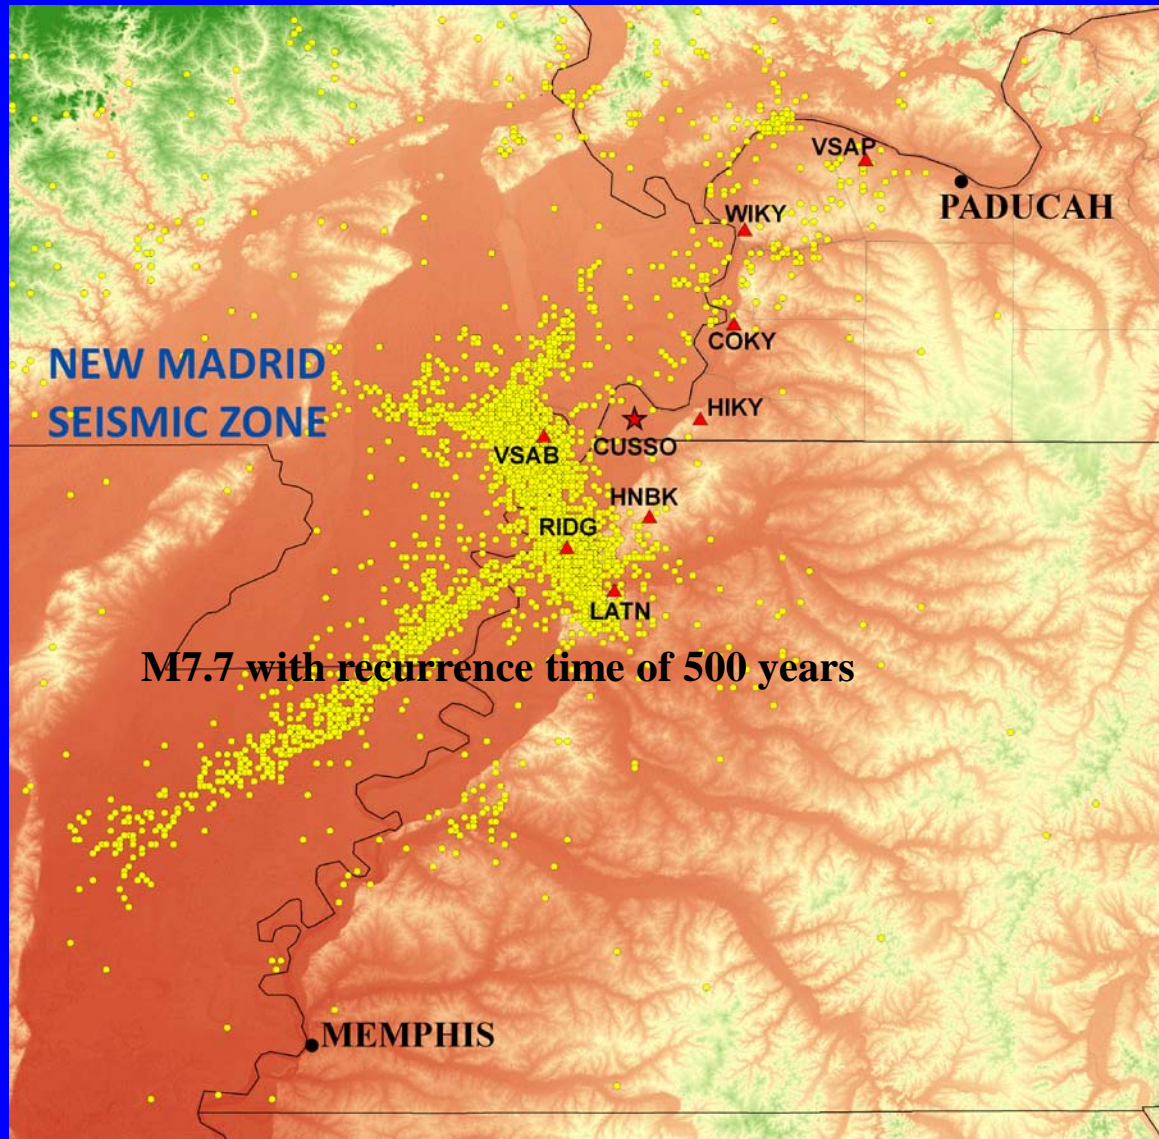 VSAP
PADUCAH
WIKY
COKY
NEW MADRID
SEISMIC ZONE
HIKY
CUSSO
VSAB
HNBK
RIDG
LATN
M7.7 with recurrence time of 500 years
MEMPHIS